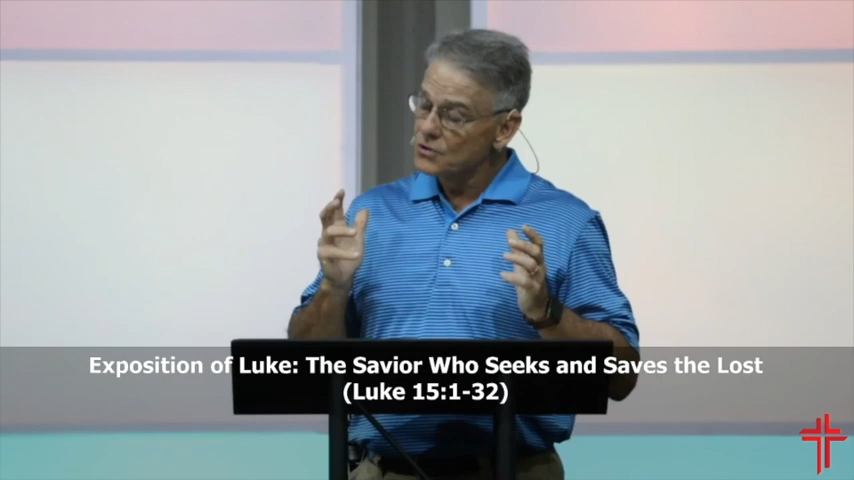 Exposition of Luke: The Savior Who Seeks and Saves the Lost
(Luke 15:1-32)